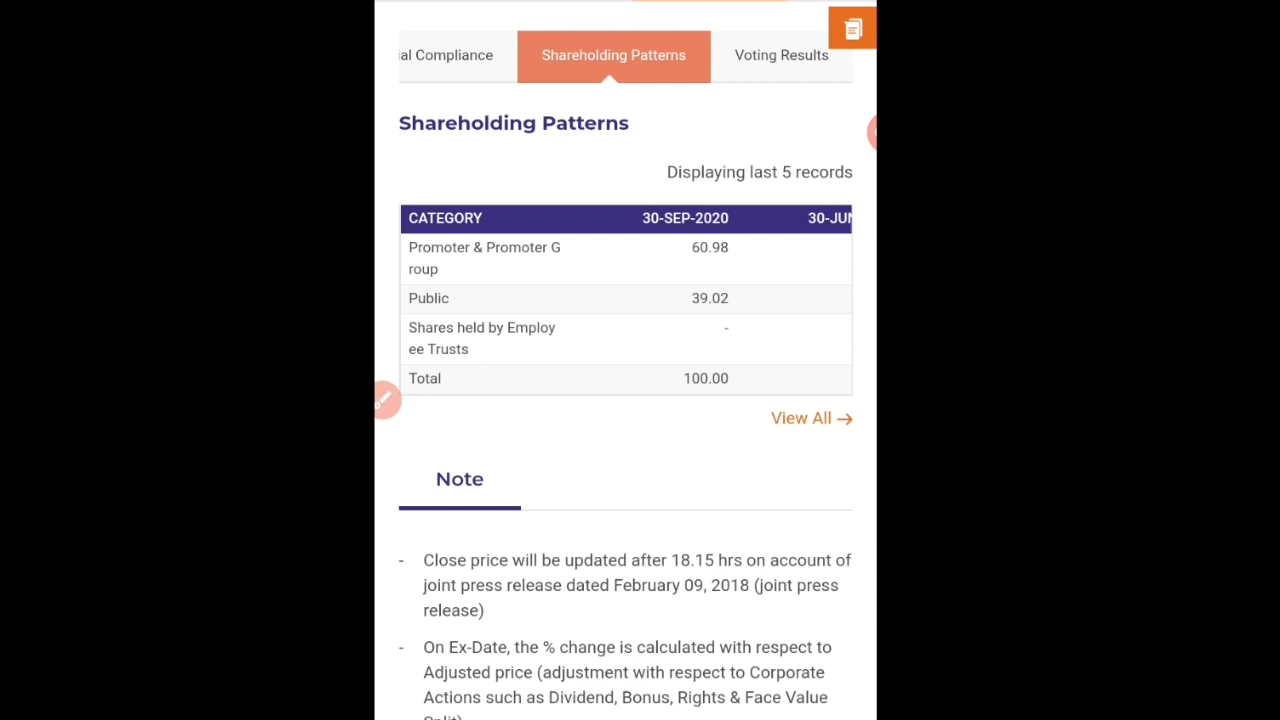 ial Compliance
Shareholding Patterns
Voting Results
Shareholding Patterns
Displaying last 5 records
CATEGORY 30-SEP-2020 30-JUN
Promoter & Promoter G 60.98
roup
Public 39.02
Shares held by Employ -
ee Trusts
Total 100.00
View All →
Note
- Close price will be updated after 18.15 hrs on account of
joint press release dated February 09, 2018 (joint press
release)
- On Ex-Date, the % change is calculated with respect to
Adjusted price (adjustment with respect to Corporate
Actions such as Dividend, Bonus, Rights & Face Value
Split)